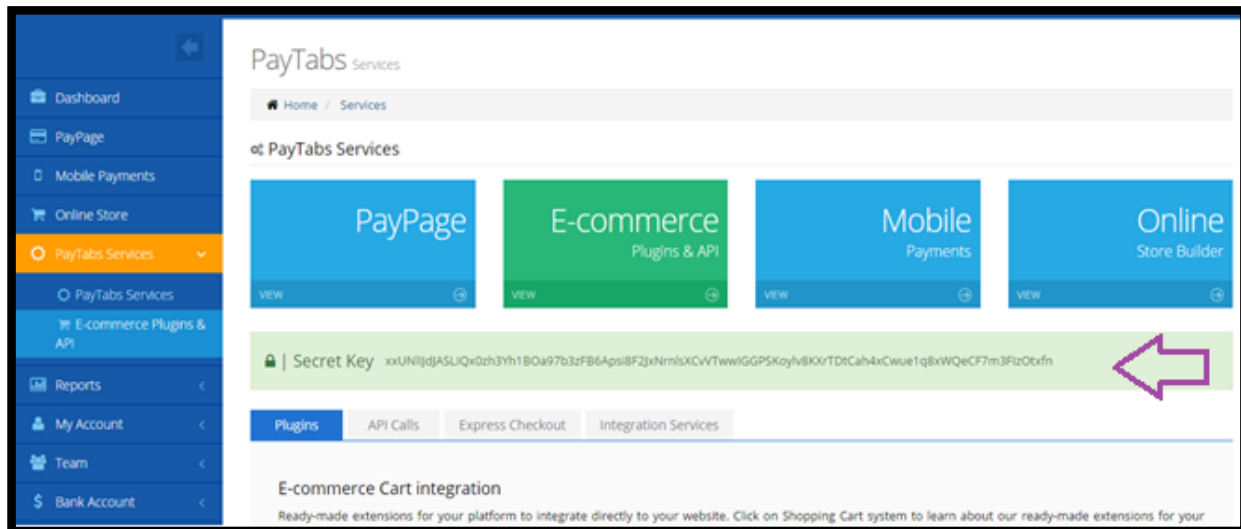 PayTabs Services
Home / Services
PayTabs Services
Dashboard
PayPage
Mobile Payments
Online Store
PayTabs Services
PayTabs Services
E-commerce Plugins &
API
Reports
My Account
Team
Bank Account
PayPage
VIEW
E-commerce
Plugins & API
VIEW
Mobile
Payments
VIEW
Online
Store Builder
VIEW
| Secret Key
Plugins
API Calls
Express Checkout
Integration Services
E-commerce Cart integration
Ready-made extensions for your platform to integrate directly to your website. Click on Shopping Cart system to learn about our ready-made extensions for your